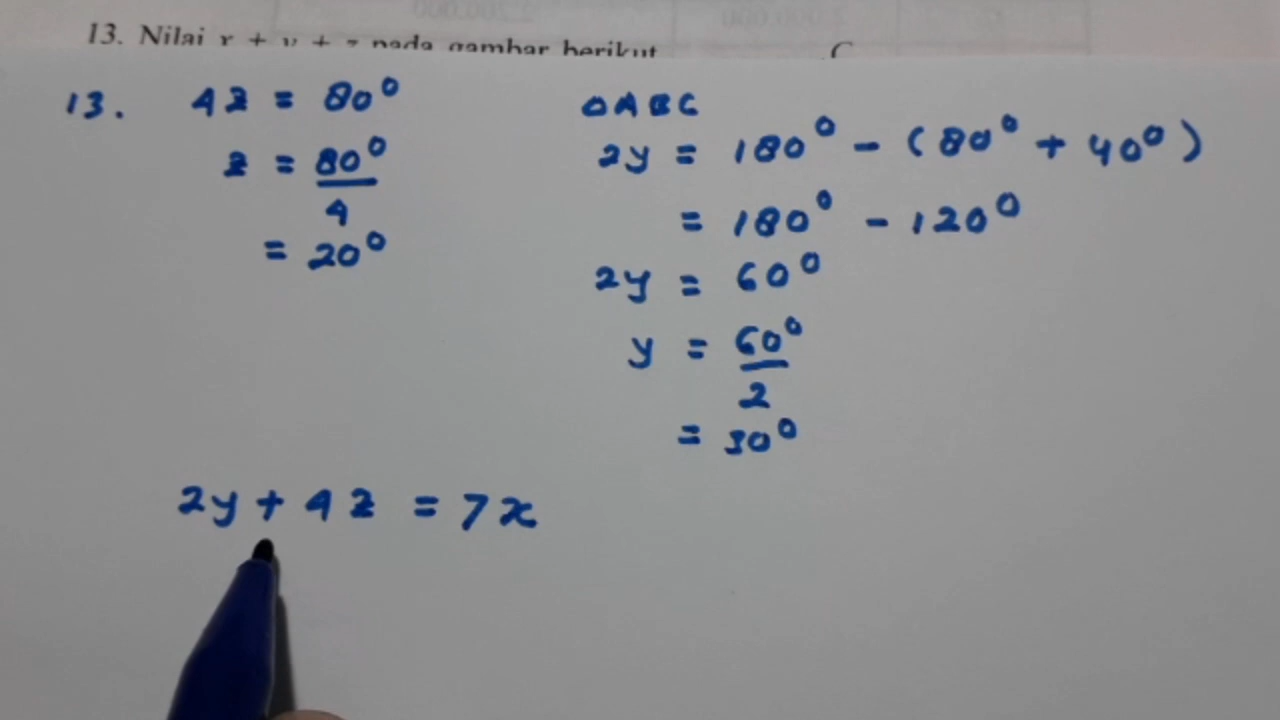 13. Nilai x + y + z pada gambar berikut
C
13. 4z = 80°
z = 80°
4
= 20°
△ABC
2y = 180° - (80° + 40°)
= 180° - 120°
2y = 60°
y = 60°
2
= 30°
2y + 4z = 7x